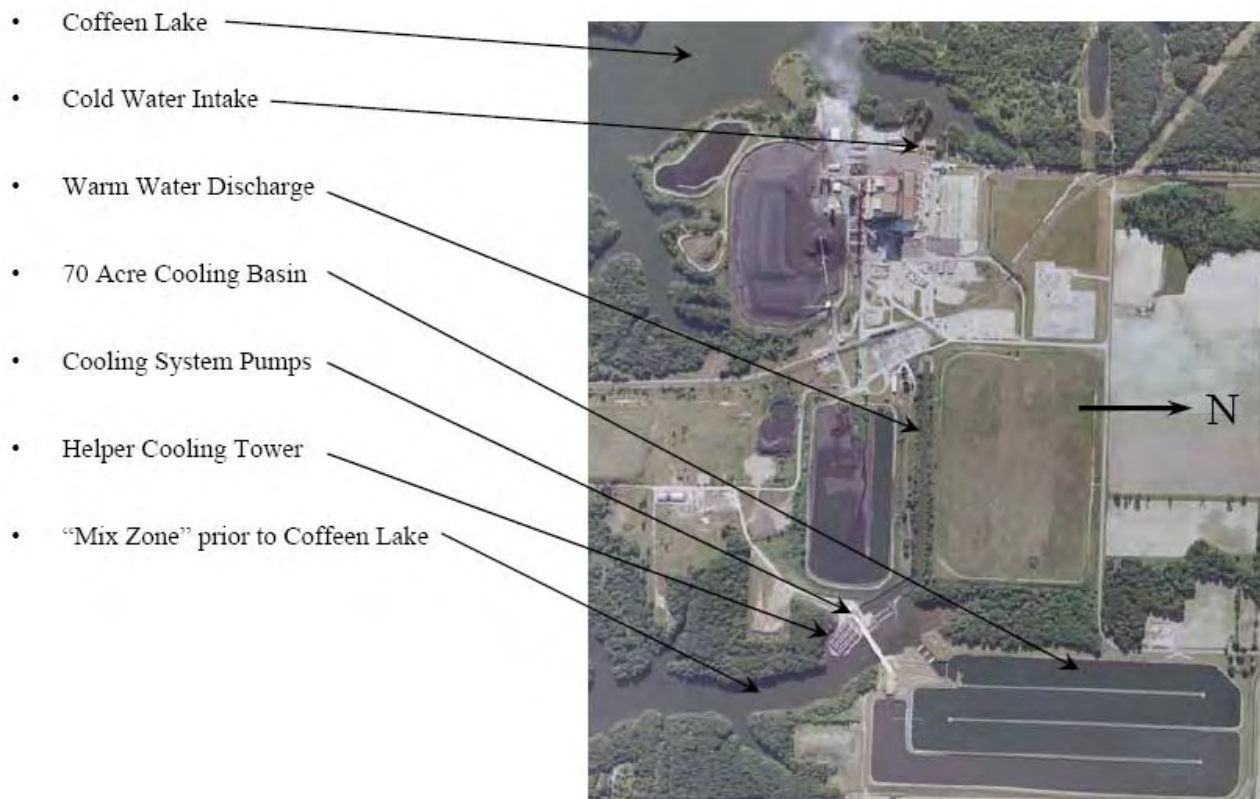 • Coffeen Lake
• Cold Water Intake
• Warm Water Discharge
• 70 Acre Cooling Basin
• Cooling System Pumps
• Helper Cooling Tower
• “Mix Zone” prior to Coffeen Lake
N